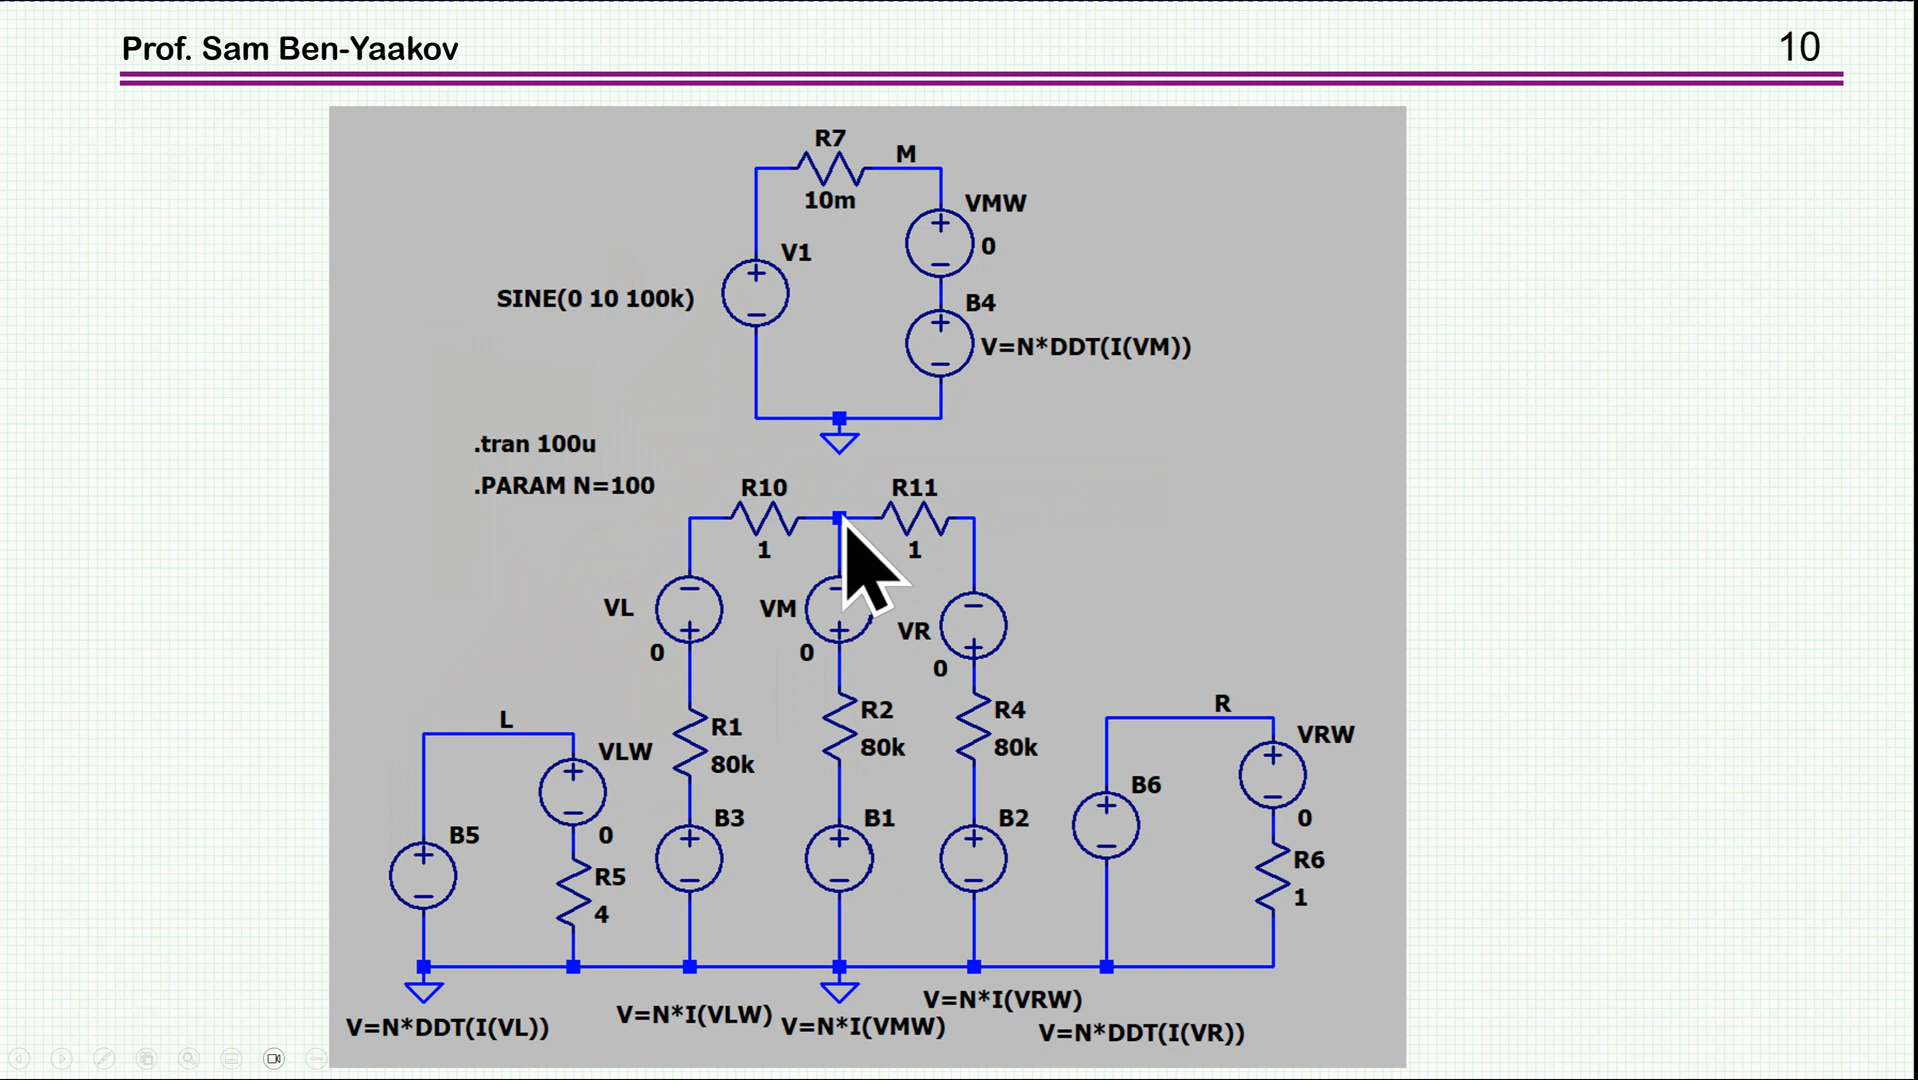 Prof. Sam Ben-Yaakov
10
R7
M
10m
VMW
0
V1
SINE(0 10 100k)
B4
V=N*DDT(I(VM))
.tran 100u
.PARAM N=100
R10
R11
1
1
VL
VM
VR
0
0
0
L
R
VLW
R1
R2
R4
VRW
80k
80k
80k
B5
0
B3
B1
B2
B6
0
R5
R6
4
1
V=N*I(VRW)
V=N*DDT(I(VL))
V=N*I(VLW)
V=N*I(VMW)
V=N*DDT(I(VR))